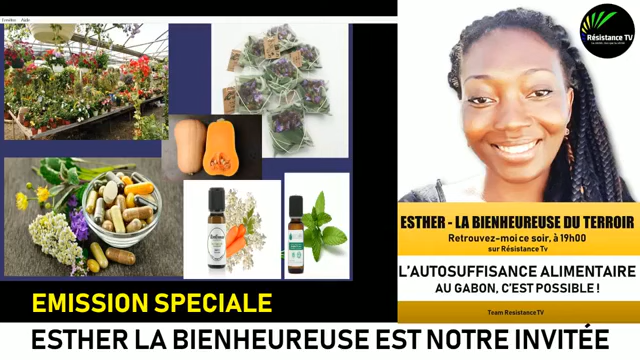 Résistance TV
ESTHER - LA BIENHEUREUSE DU TERROIR
Retrouvez-moi ce soir, à 19h00
sur Résistance Tv
L'AUTOSUFFISANCE ALIMENTAIRE
AU GABON, C'EST POSSIBLE !
Team ResistanceTV
EMISSION SPECIALE
ESTHER LA BIENHEUREUSE EST NOTRE INVITÉE